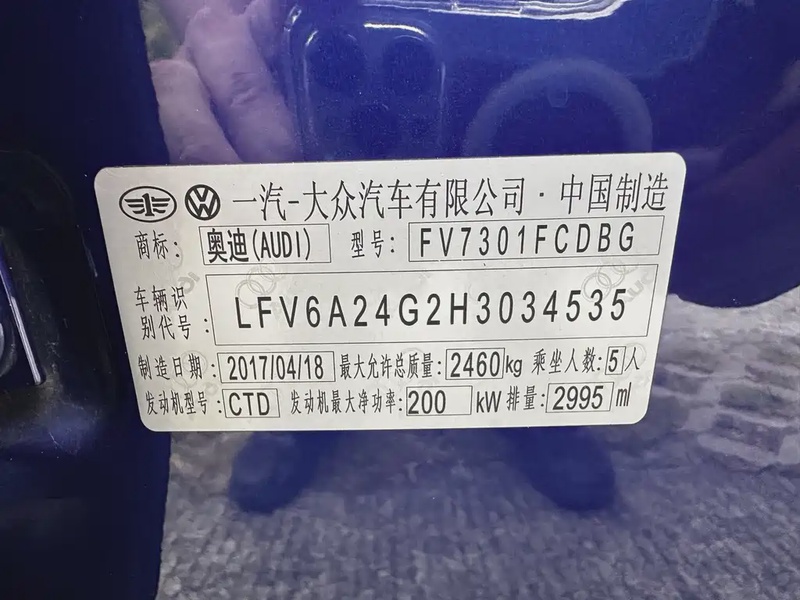 一汽-大众汽车有限公司·中国制造
商标: 奥迪(AUDI) 型号: FV7301FCDBG
车辆识
别代号: LFV6A24G2H3034535
制造日期: 2017/04/18 最大允许总质量: 2460kg 乘坐人数: 5人
发动机型号: CTD 发动机最大净功率: 200 kW 排量: 2995 ml